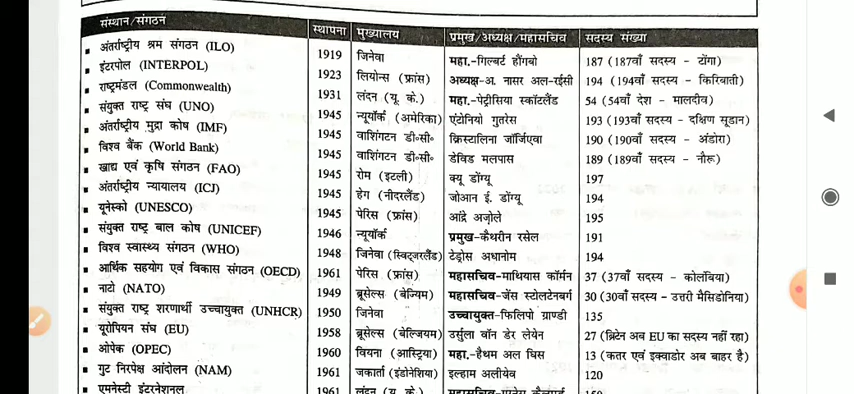 संस्थान/संगठन स्थापना मुख्यालय प्रमुख/अध्यक्ष/महासचिव सदस्य संख्या
▪ अंतर्राष्ट्रीय श्रम संगठन (ILO) 1919 जिनेवा महा.-गिल्बर्ट हौंगबो 187 (187वाँ सदस्य - टोंगा)
▪ इंटरपोल (INTERPOL) 1923 लियोन्स (फ्रांस) अध्यक्ष-अ. नासर अल-रईसी 194 (194वाँ सदस्य - किरिबाती)
▪ राष्ट्रमंडल (Commonwealth) 1931 लंदन (यू. के.) महा.-पेट्रीसिया स्कॉटलैंड 54 (54वाँ देश - मालदीव)
▪ संयुक्त राष्ट्र संघ (UNO) 1945 न्यूयॉर्क (अमेरिका) एंटोनियो गुतरेस 193 (193वाँ सदस्य - दक्षिण सूडान)
▪ अंतर्राष्ट्रीय मुद्रा कोष (IMF) 1945 वाशिंगटन डी॰सी॰ क्रिस्टालिना जॉर्जिएवा 190 (190वाँ सदस्य - अंडोरा)
▪ विश्व बैंक (World Bank) 1945 वाशिंगटन डी॰सी॰ डेविड मलपास 189 (189वाँ सदस्य - नौरू)
▪ खाद्य एवं कृषि संगठन (FAO) 1945 रोम (इटली) क्यू डोंग्यू 197
▪ अंतर्राष्ट्रीय न्यायालय (ICJ) 1945 हेग (नीदरलैंड) जोआन ई. डोंग्यू 194
▪ यूनेस्को (UNESCO) 1945 पेरिस (फ्रांस) आंद्रे अजोले 195
▪ संयुक्त राष्ट्र बाल कोष (UNICEF) 1946 न्यूयॉर्क प्रमुख-कैथरीन रसेल 191
▪ विश्व स्वास्थ्य संगठन (WHO) 1948 जिनेवा (स्विट्जरलैंड) टेड्रोस अधानोम 194
▪ आर्थिक सहयोग एवं विकास संगठन (OECD) 1961 पेरिस (फ्रांस) महासचिव-माथियास कॉर्मन 37 (37वाँ सदस्य - कोलंबिया)
▪ नाटो (NATO) 1949 ब्रूसेल्स (बेज्यिम) महासचिव-जेंस स्टोलटेनबर्ग 30 (30वाँ सदस्य - उत्तरी मैसिडोनिया)
▪ संयुक्त राष्ट्र शरणार्थी उच्चायुक्त (UNHCR) 1950 जिनेवा उच्चायुक्त-फिलिपो ग्राण्डी 135
▪ यूरोपियन संघ (EU) 1958 ब्रूसेल्स (बेल्जियम) उर्सुला वॉन डेर लेयेन 27 (ब्रिटेन अब EU का सदस्य नहीं रहा)
▪ ओपेक (OPEC) 1960 वियना (आस्ट्रिया) महा.-हैथम अल घिस 13 (कतर एवं इक्वाडोर अब बाहर है)
▪ गुट निरपेक्ष आंदोलन (NAM) 1961 जकार्ता (इंडोनेशिया) इल्हाम अलीयेव 120
▪ एमनेस्टी इंटरनेशनल 1961 लंदन (यू. के.)